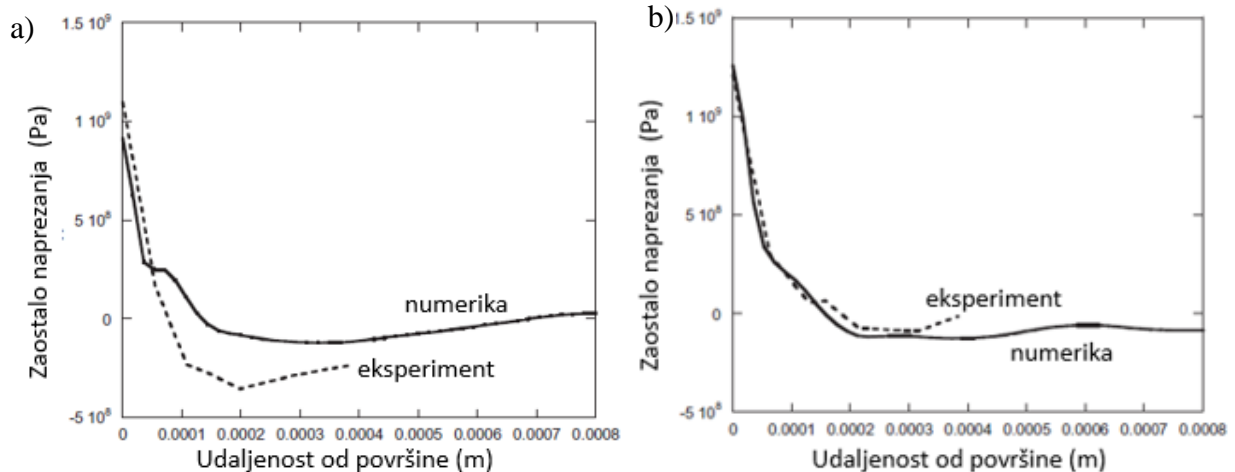 a)
Zaostalo naprezanja (Pa)
1.5 10⁹
1 10⁹
5 10⁸
0
-5 10⁸
numerika
eksperiment
0 0.0001 0.0002 0.0003 0.0004 0.0005 0.0006 0.0007 0.0008
Udaljenost od površine (m)
b)
Zaostalo naprezanja (Pa)
1.5 10⁹
1 10⁹
5 10⁸
0
-5 10⁸
eksperiment
numerika
0 0.0001 0.0002 0.0003 0.0004 0.0005 0.0006 0.0007 0.0008
Udaljenost od površine (m)